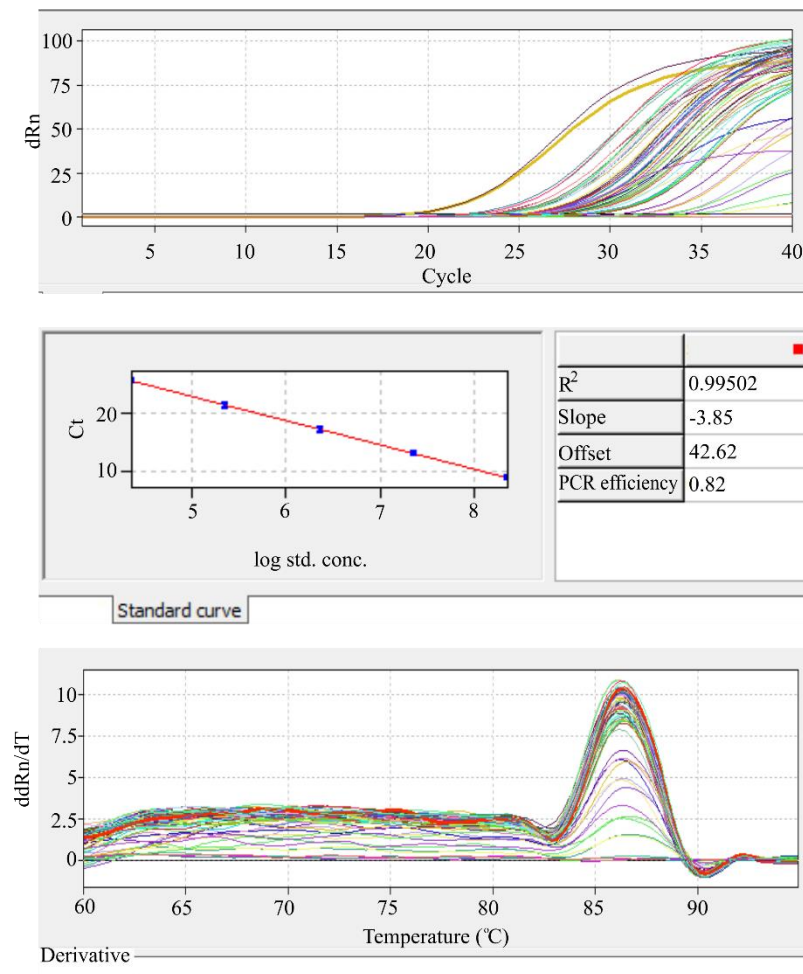 100
75
50
25
0
dRn
5 10 15 20 25 30 35 40
Cycle
20
10
Ct
5 6 7 8
log std. conc.
R² 0.99502
Slope -3.85
Offset 42.62
PCR efficiency 0.82
Standard curve
10
7.5
5
2.5
0
ddRn/dT
60 65 70 75 80 85 90
Temperature (℃)
Derivative